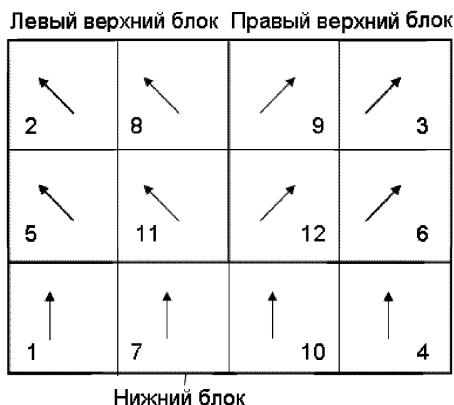 Левый верхний блок Правый верхний блок
2 8 9 3
5 11 12 6
1 7 10 4
Нижний блок